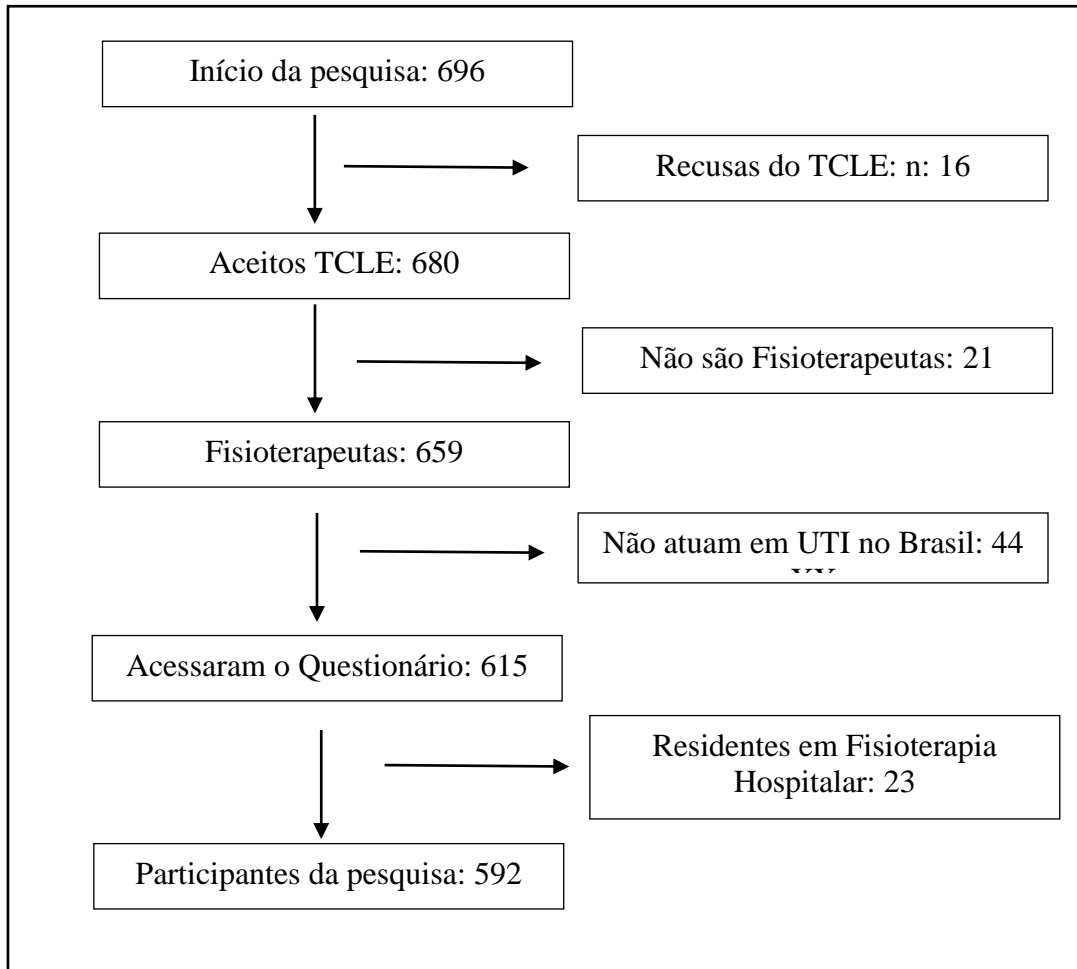 Início da pesquisa: 696
Recusas do TCLE: n: 16
Aceitos TCLE: 680
Não são Fisioterapeutas: 21
Fisioterapeutas: 659
Não atuam em UTI no Brasil: 44
Acessaram o Questionário: 615
Residentes em Fisioterapia
Hospitalar: 23
Participantes da pesquisa: 592